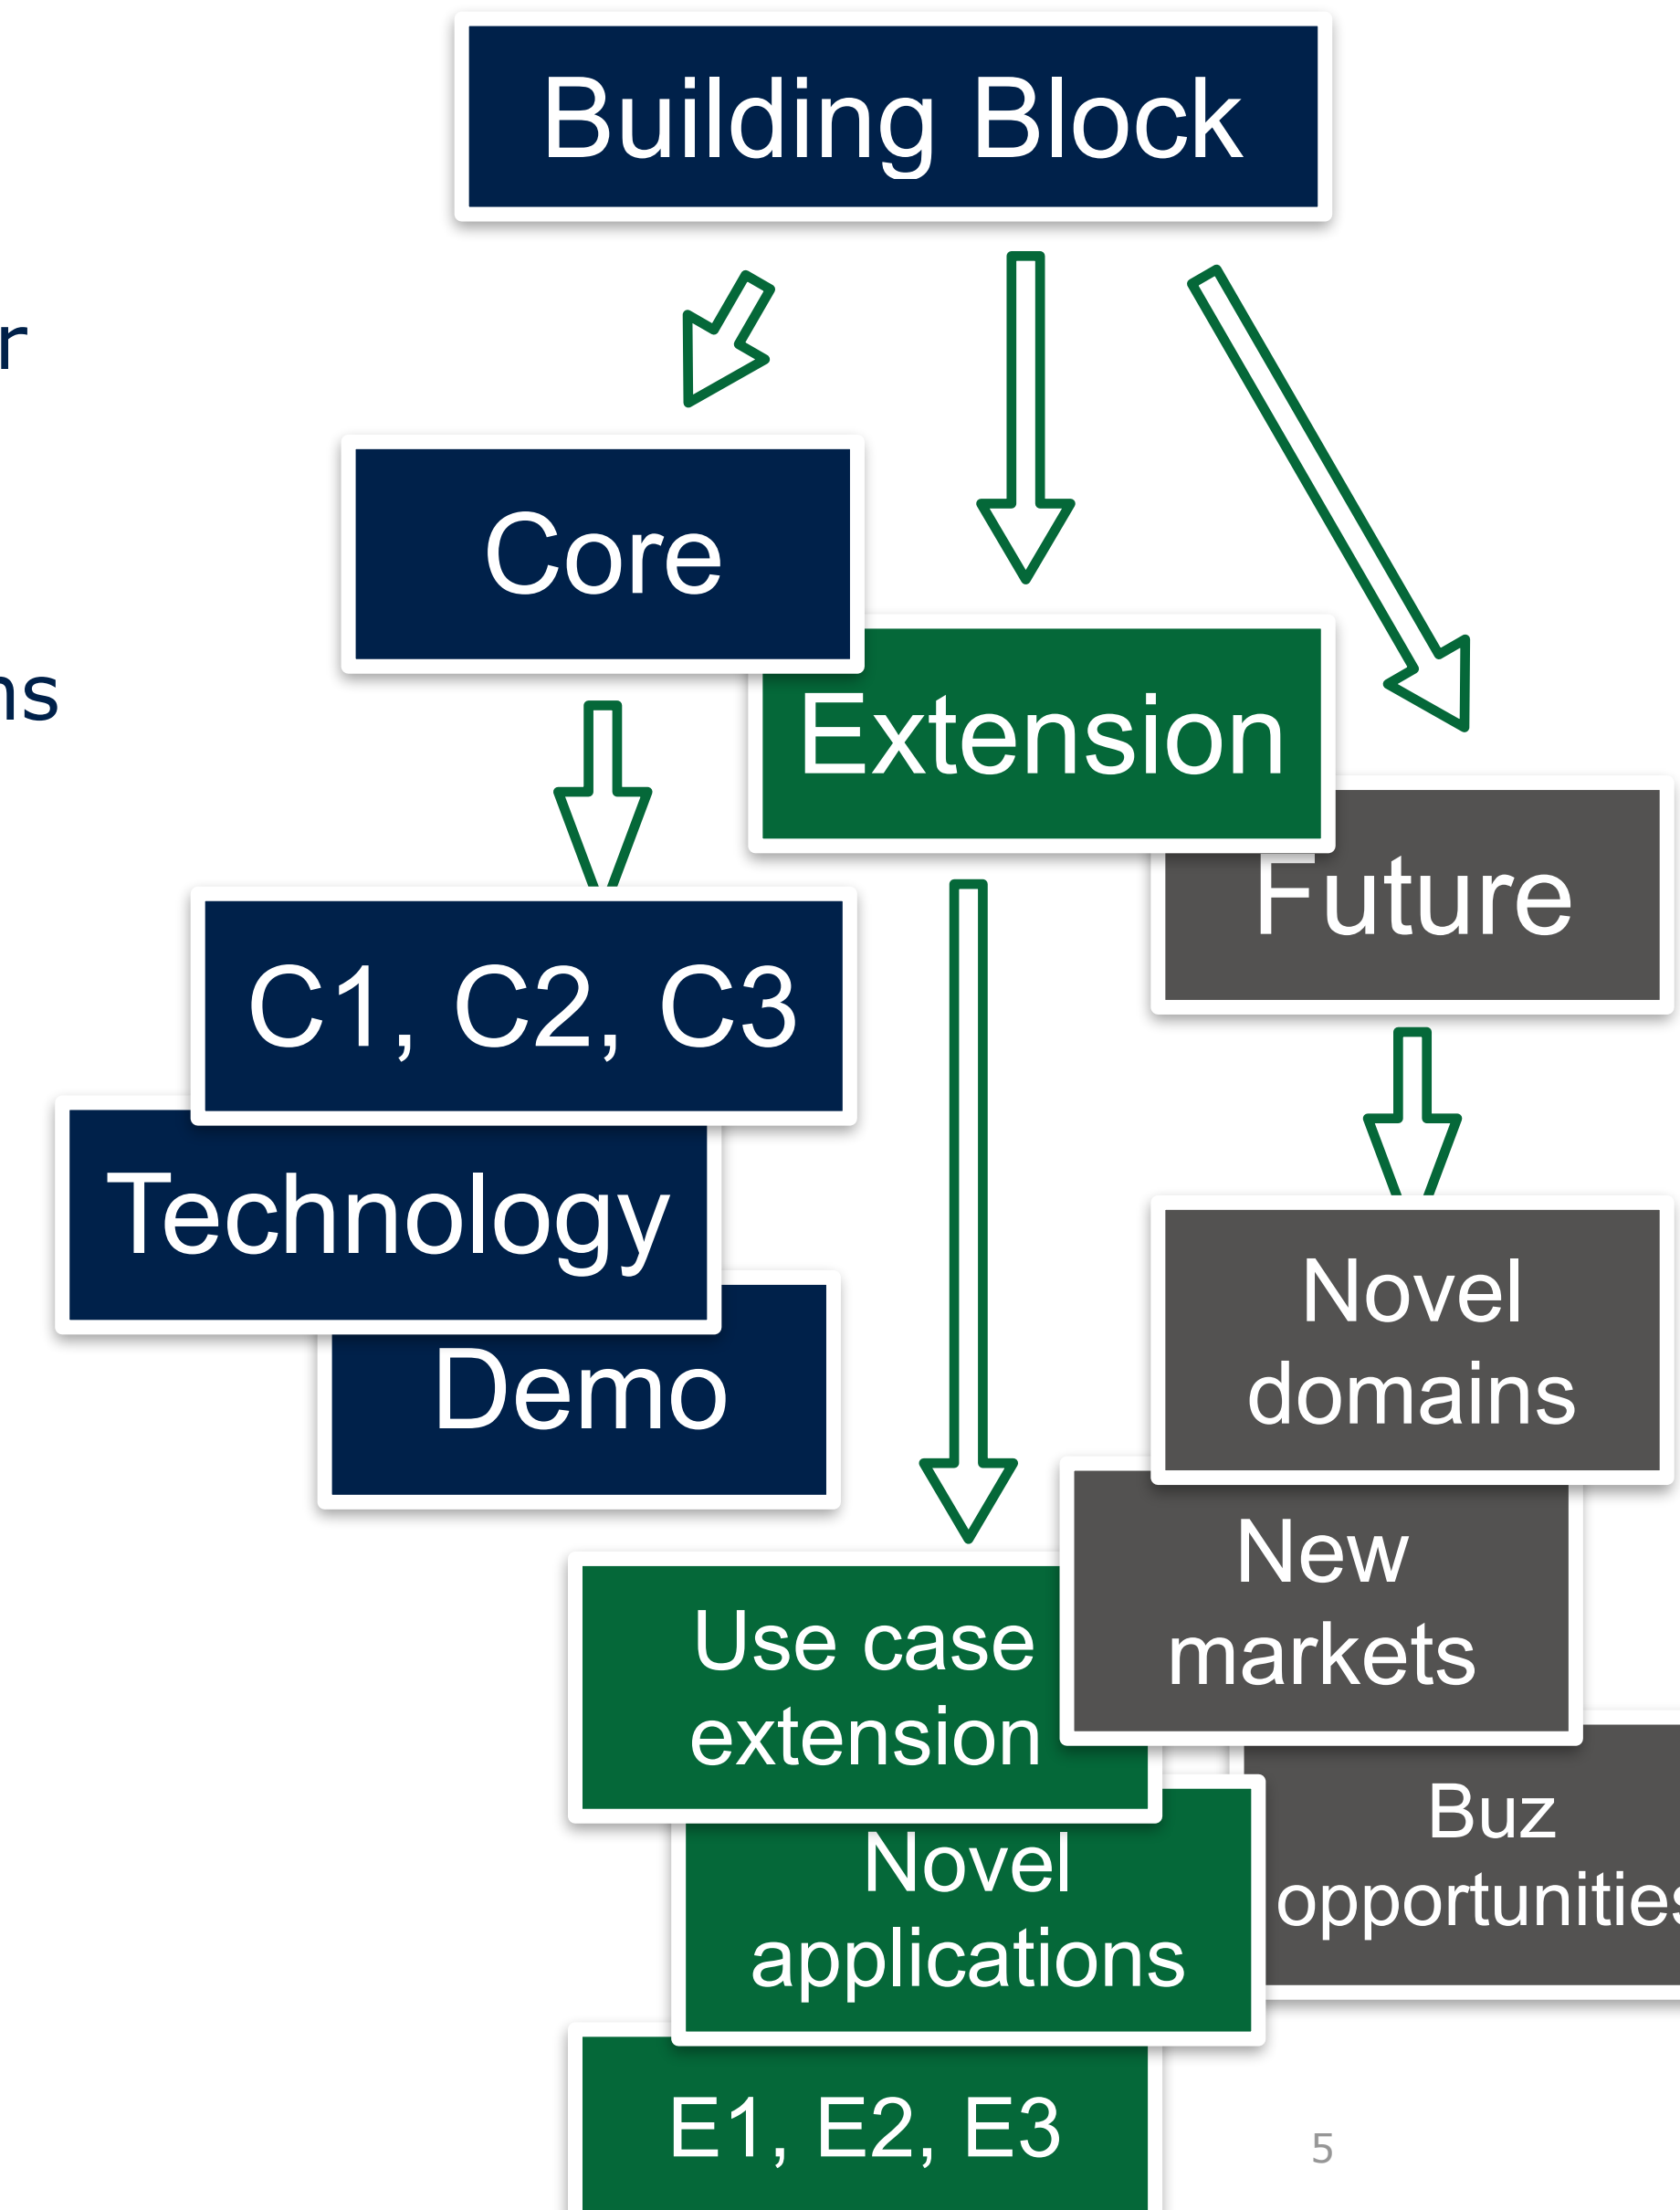 Building Block
r
Core
ns
Extension
Future
C1, C2, C3
Technology
Novel
domains
Demo
New
markets
Use case
extension
Buz
opportunities
Novel
applications
E1, E2, E3
5